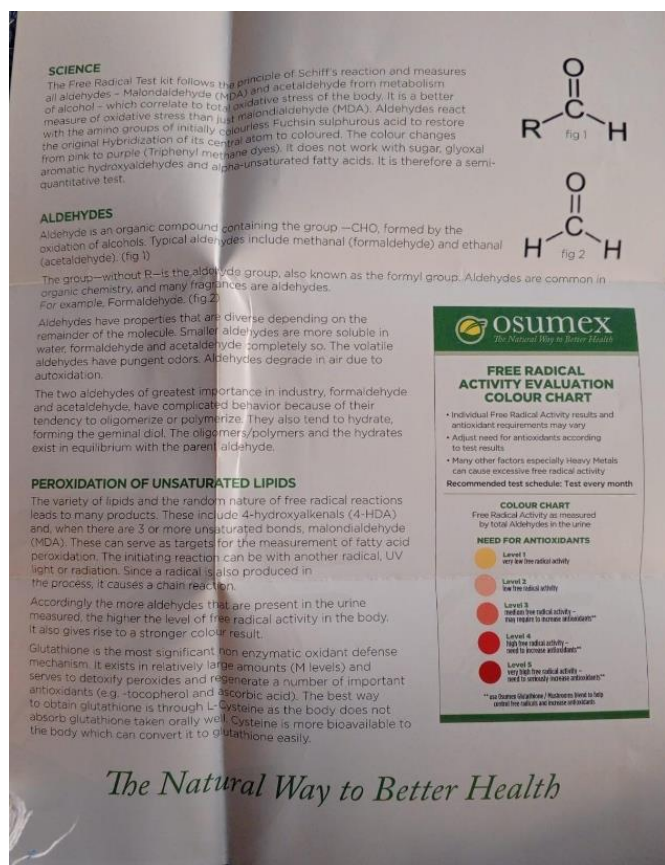 SCIENCE
The Free Radical Test kit follows the principle of Schiff's reaction and measures
all aldehydes – Malondaldehyde (MDA) and acetaldehyde from metabolism
of alcohol – which correlate to total oxidative stress of the body. It is a better
measure of oxidative stress than just malondialdehyde (MDA). Aldehydes react
with the amino groups of initially colourless Fuchsin sulphurous acid to restore
the original Hybridization of its central atom to coloured. The colour changes
from pink to purple (Triphenyl methane dyes). It does not work with sugar, glyoxal
aromatic hydroxyaldehydes and alpha-unsaturated fatty acids. It is therefore a semi-
quantitative test.
O
R C H
fig 1
ALDEHYDES
Aldehyde is an organic compound containing the group —CHO, formed by the
oxidation of alcohols. Typical aldehydes include methanal (formaldehyde) and ethanal
(acetaldehyde). (fig 1)
O
H C H
fig 2
The group—without R—is the aldehyde group, also known as the formyl group. Aldehydes are common in
organic chemistry, and many fragrances are aldehydes.
For example, Formaldehyde. (fig.2)
Aldehydes have properties that are diverse depending on the
remainder of the molecule. Smaller aldehydes are more soluble in
water, formaldehyde and acetaldehyde completely so. The volatile
aldehydes have pungent odors. Aldehydes degrade in air due to
autoxidation.
The two aldehydes of greatest importance in industry, formaldehyde
and acetaldehyde, have complicated behavior because of their
tendency to oligomerize or polymerize. They also tend to hydrate,
forming the geminal diol. The oligomers/polymers and the hydrates
exist in equilibrium with the parent aldehyde.
PEROXIDATION OF UNSATURATED LIPIDS
The variety of lipids and the random nature of free radical reactions
leads to many products. These include 4-hydroxyalkenals (4-HDA)
and, when there are 3 or more unsaturated bonds, malondialdehyde
(MDA). These can serve as targets for the measurement of fatty acid
peroxidation. The initiating reaction can be with another radical, UV
light or radiation. Since a radical is also produced in
the process, it causes a chain reaction.
Accordingly the more aldehydes that are present in the urine
measured, the higher the level of free radical activity in the body.
It also gives rise to a stronger colour result.
Glutathione is the most significant non enzymatic oxidant defense
mechanism. It exists in relatively large amounts (M levels) and
serves to detoxify peroxides and regenerate a number of important
antioxidants (e.g. -tocopherol and ascorbic acid). The best way
to obtain glutathione is through L-Cysteine as the body does not
absorb glutathione taken orally well. Cysteine is more bioavailable to
the body which can convert it to glutathione easily.
osumex
The Natural Way to Better Health
FREE RADICAL
ACTIVITY EVALUATION
COLOUR CHART
• Individual Free Radical Activity results and
antioxidant requirements may vary
• Adjust need for antioxidants according
to test results
• Many other factors especially Heavy Metals
can cause excessive free radical activity
Recommended test schedule: Test every month
COLOUR CHART
Free Radical Activity as measured
by total Aldehydes in the urine
NEED FOR ANTIOXIDANTS
Level 1
very low free radical activity
Level 2
low free radical activity
Level 3
medium free radical activity –
may require to increase antioxidants**
Level 4
high free radical activity –
need to increase antioxidants**
Level 5
very high free radical activity –
need to seriously increase antioxidants**
**use Osumex Glutathione / Mushrooms blend to help
control free radicals and increase antioxidants
The Natural Way to Better Health